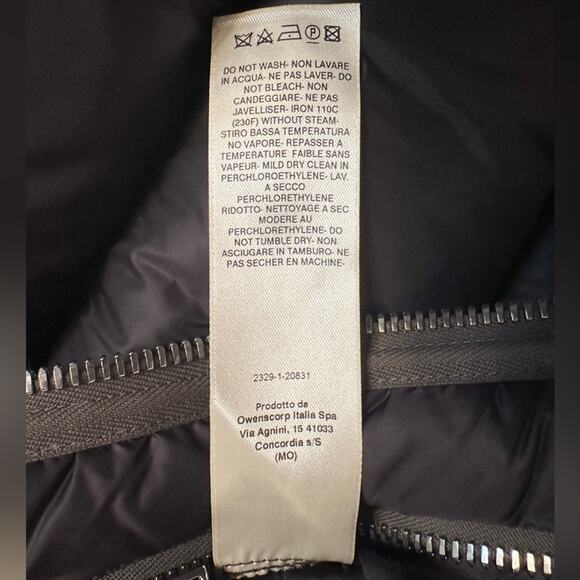 DO NOT WASH- NON LAVARE
IN ACQUA- NE PAS LAVER- DO
NOT BLEACH- NON
CANDEGGIARE- NE PAS
JAVELLISER- IRON 110C
(230F) WITHOUT STEAM-
STIRO BASSA TEMPERATURA
NO VAPORE- REPASSER A
TEMPERATURE FAIBLE SANS
VAPEUR- MILD DRY CLEAN IN
PERCHLOROETHYLENE- LAV.
A SECCO
PERCHLORETHYLENE
RIDOTTO- NETTOYAGE A SEC
MODERE AU
PERCHLORETHYLENE- DO
NOT TUMBLE DRY- NON
ASCIUGARE IN TAMBURO- NE
PAS SECHER EN MACHINE-
2329-1-20831
Prodotto da
Owenscorp Italia Spa
Via Agnini, 15 41033
Concordia s/S
(MO)